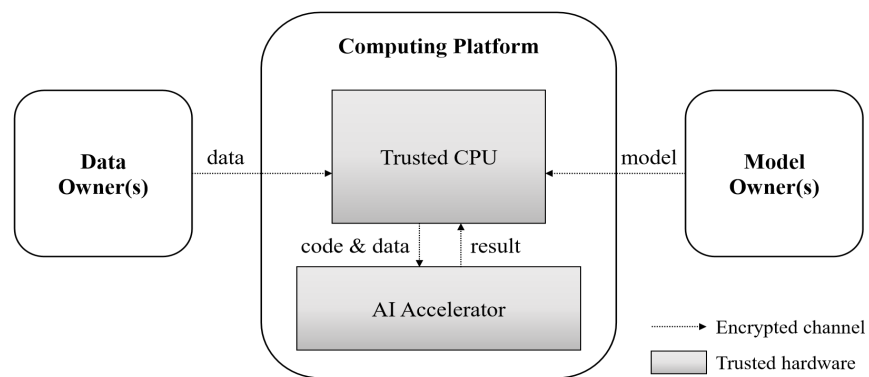 Computing Platform
Data
Owner(s)
data
Trusted CPU
model
Model
Owner(s)
code & data
result
AI Accelerator
Encrypted channel
Trusted hardware